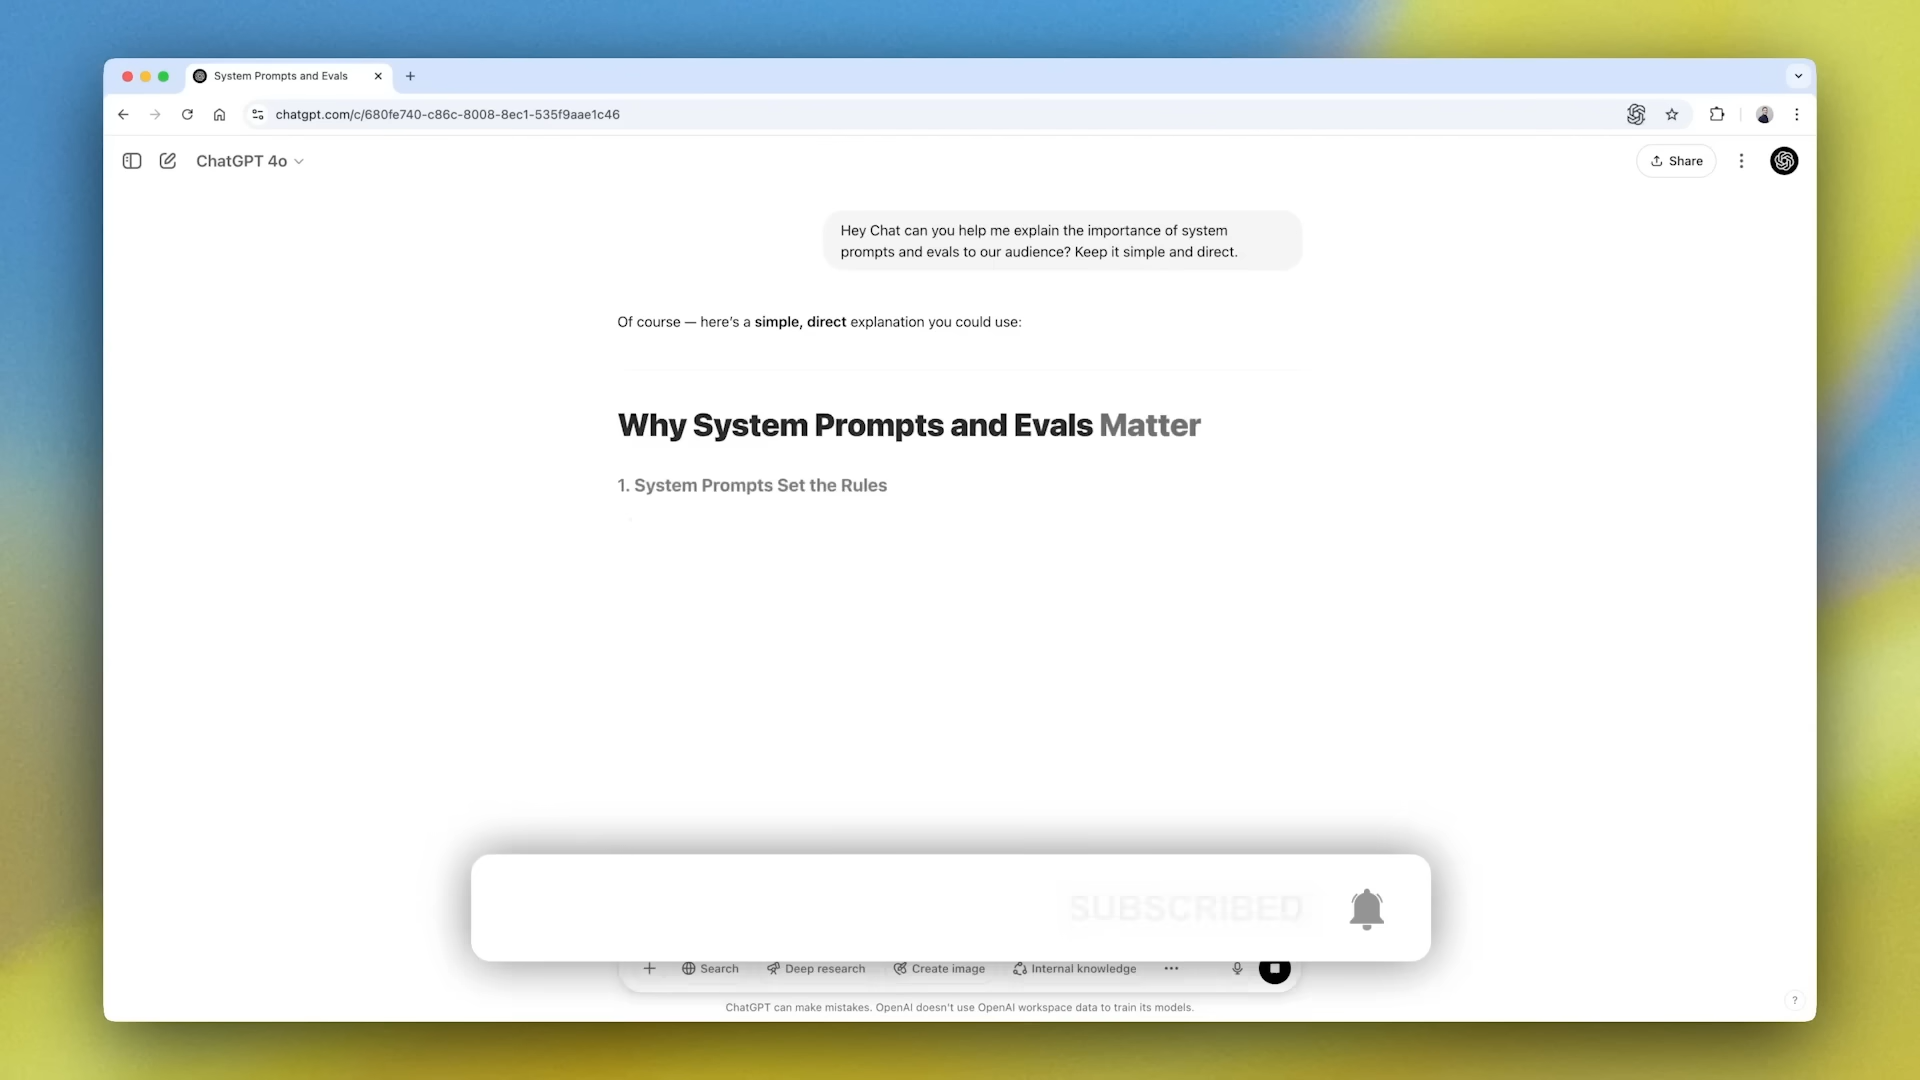 System Prompts and Evals
chatgpt.com/c/680fe740-c86c-8008-8ec1-535f9aae1c46
ChatGPT 4o
Share
Hey Chat can you help me explain the importance of system
prompts and evals to our audience? Keep it simple and direct.
Of course — here's a simple, direct explanation you could use:
Why System Prompts and Evals Matter
1. System Prompts Set the Rules
SUBSCRIBED
Search Deep research Create image Internal knowledge
ChatGPT can make mistakes. OpenAI doesn't use OpenAI workspace data to train its models.
?